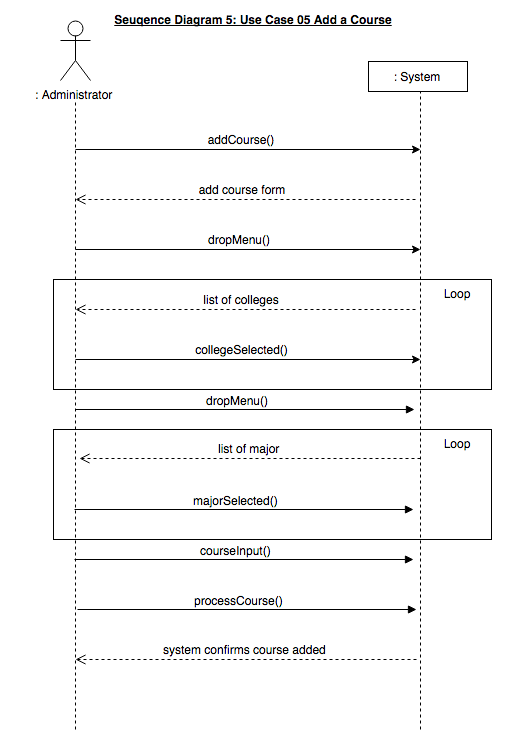 Seuqence Diagram 5: Use Case 05 Add a Course
: System
: Administrator
addCourse()
add course form
dropMenu()
Loop
list of colleges
collegeSelected()
dropMenu()
Loop
list of major
majorSelected()
courseInput()
processCourse()
system confirms course added